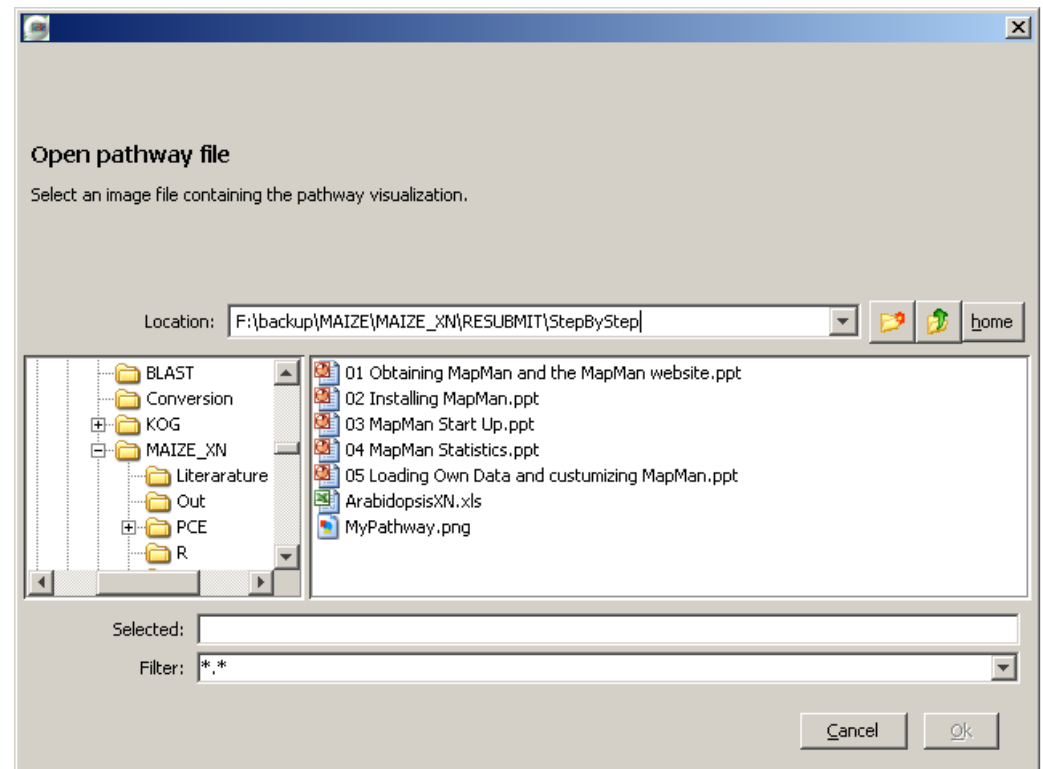 Open pathway file
Select an image file containing the pathway visualization.
Location: F:\backup\MAIZE\MAIZE_XN\RESUBMIT\StepByStep home
BLAST
Conversion
KOG
MAIZE_XN
Literarature
Out
PCE
R
01 Obtaining MapMan and the MapMan website.ppt
02 Installing MapMan.ppt
03 MapMan Start Up.ppt
04 MapMan Statistics.ppt
05 Loading Own Data and custumizing MapMan.ppt
ArabidopsisXN.xls
MyPathway.png
Selected:
Filter: *.*
Cancel Ok